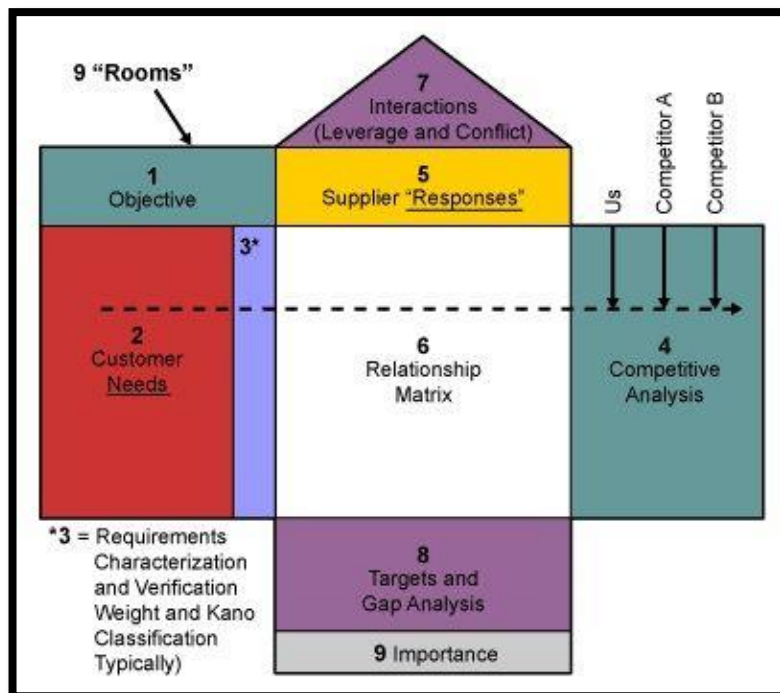 9 “Rooms”
7
Interactions
(Leverage and Conflict)
1
Objective
5
Supplier “Responses”
Us
Competitor A
Competitor B
3*
2
Customer
Needs
6
Relationship
Matrix
4
Competitive
Analysis
*3 = Requirements
Characterization
and Verification
Weight and Kano
Classification
Typically)
8
Targets and
Gap Analysis
9 Importance